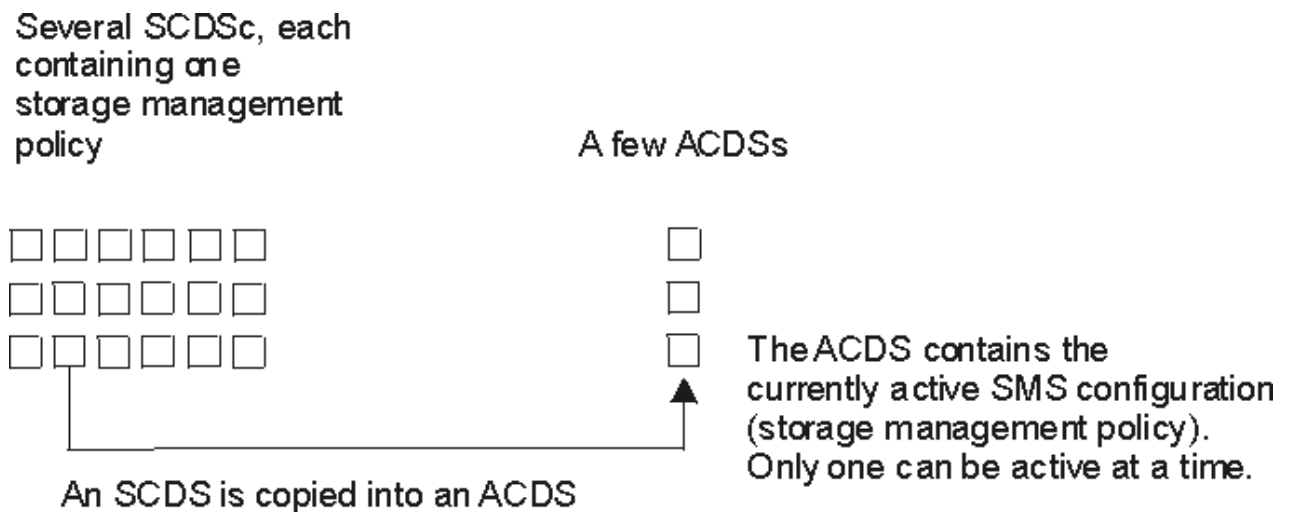 Several SCDSc, each
containing one
storage management
policy
A few ACDSs
The ACDS contains the
currently active SMS configuration
(storage management policy).
Only one can be active at a time.
An SCDS is copied into an ACDS